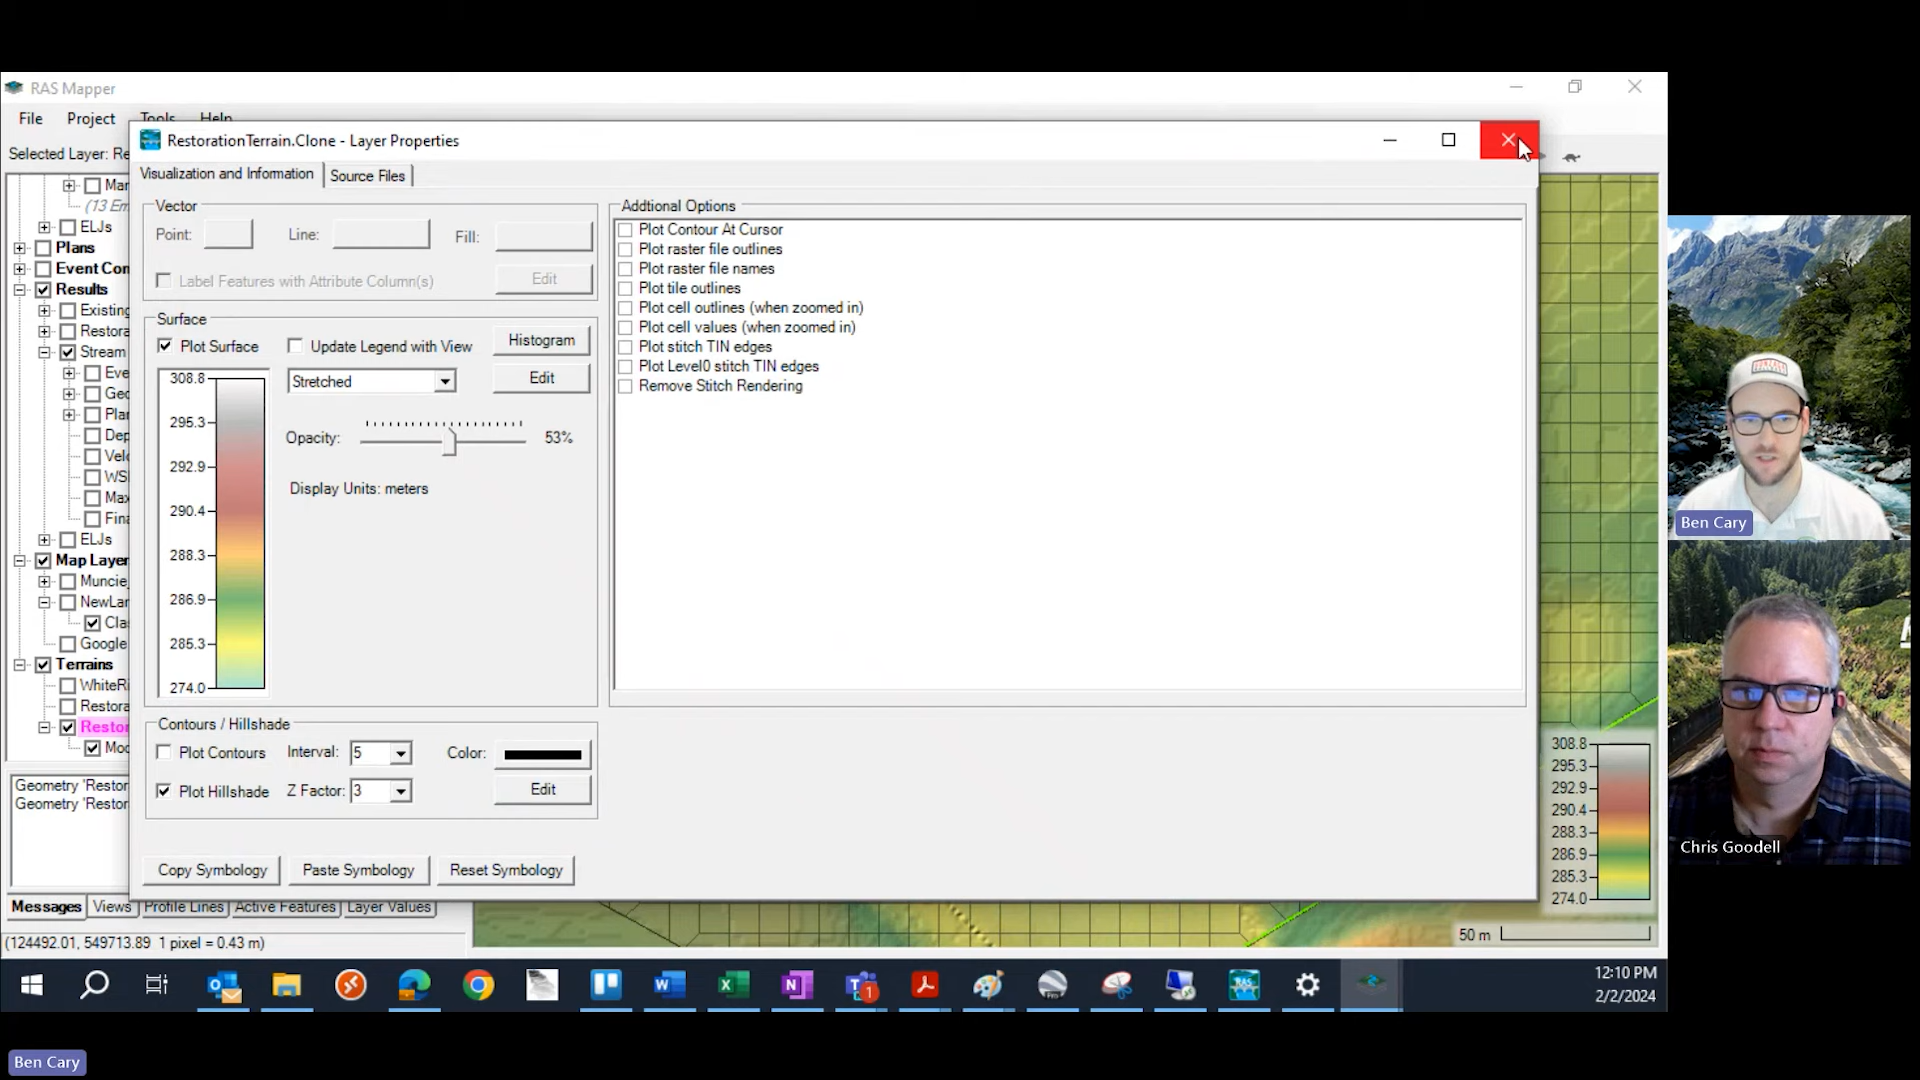 RAS Mapper
File Project Tools Help
Selected Layer: Re
RestorationTerrain.Clone - Layer Properties
Visualization and Information
Source Files
Vector
Point:
Line:
Fill:
Label Features with Attribute Column(s)
Edit
Surface
Plot Surface
Update Legend with View
Histogram
Stretched
Edit
Opacity:
53%
Display Units: meters
308.8
295.3
292.9
290.4
288.3
286.9
285.3
274.0
Contours / Hillshade
Plot Contours
Interval:
5
Color:
Plot Hillshade
Z Factor:
3
Edit
Copy Symbology
Paste Symbology
Reset Symbology
Addtional Options
Plot Contour At Cursor
Plot raster file outlines
Plot raster file names
Plot tile outlines
Plot cell outlines (when zoomed in)
Plot cell values (when zoomed in)
Plot stitch TIN edges
Plot Level0 stitch TIN edges
Remove Stitch Rendering
Mar
(13 Em
ELJs
Plans
Event Con
Results
Existing
Restora
Stream
Eve
Geo
Plan
Dep
Velo
WSE
Max
Fina
ELJs
Map Layer
Muncie
NewLan
Clas
Google
Terrains
WhiteRi
Restora
Restor
Mod
Geometry 'Restor
Geometry 'Restor
Messages Views Profile Lines Active Features Layer Values
(124492.01, 549713.89 1 pixel = 0.43 m)
308.8
295.3
292.9
290.4
288.3
286.9
285.3
274.0
50 m
Ben Cary
Chris Goodell
12:10 PM
2/2/2024
Ben Cary